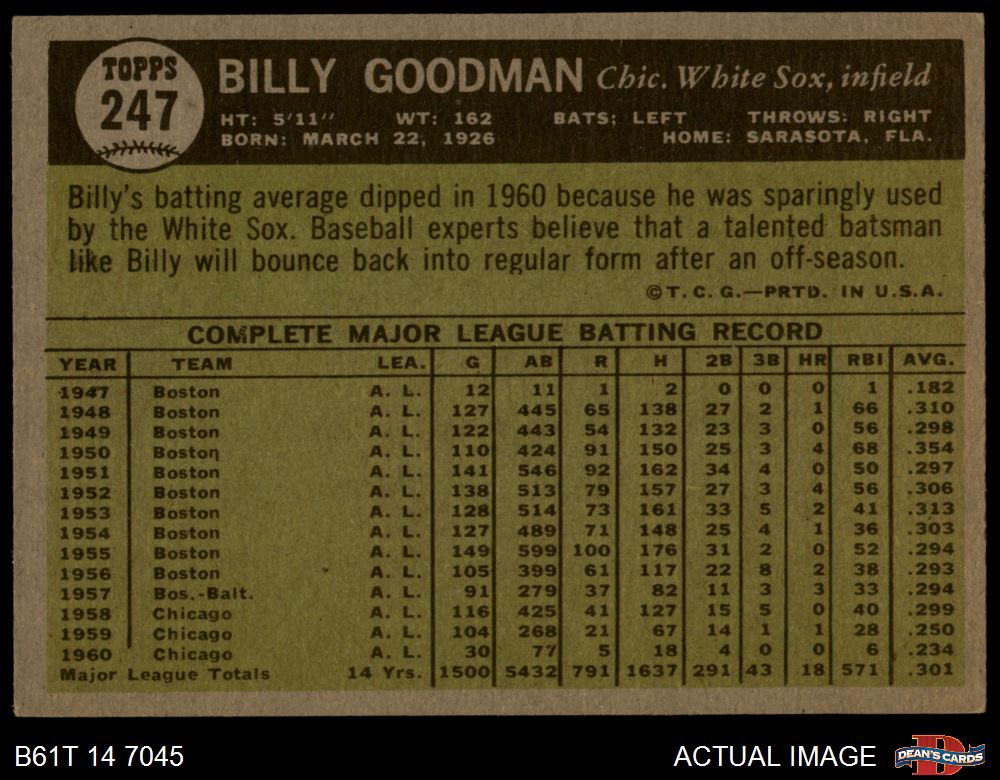 TOPPS
247
BILLY GOODMAN Chic. White Sox, infield
HT: 5'11" WT: 162 BATS: LEFT THROWS: RIGHT
BORN: MARCH 22, 1926 HOME: SARASOTA, FLA.
Billy's batting average dipped in 1960 because he was sparingly used
by the White Sox. Baseball experts believe that a talented batsman
like Billy will bounce back into regular form after an off-season.
©T. C. G.—PRTD. IN U.S.A.
COMPLETE MAJOR LEAGUE BATTING RECORD
YEAR TEAM LEA. G AB R H 2B 3B HR RBI AVG.
1947 Boston A. L. 12 11 1 2 0 0 0 1 .182
1948 Boston A. L. 127 445 65 138 27 2 1 66 .310
1949 Boston A. L. 122 443 54 132 23 3 0 56 .298
1950 Boston A. L. 110 424 91 150 25 3 4 68 .354
1951 Boston A. L. 141 546 92 162 34 4 0 50 .297
1952 Boston A. L. 138 513 79 157 27 3 4 56 .306
1953 Boston A. L. 128 514 73 161 33 5 2 41 .313
1954 Boston A. L. 127 489 71 148 25 4 1 36 .303
1955 Boston A. L. 149 599 100 176 31 2 0 52 .294
1956 Boston A. L. 105 399 61 117 22 8 2 38 .293
1957 Bos.-Balt. A. L. 91 279 37 82 11 3 3 33 .294
1958 Chicago A. L. 116 425 41 127 15 5 0 40 .299
1959 Chicago A. L. 104 268 21 67 14 1 1 28 .250
1960 Chicago A. L. 30 77 5 18 4 0 0 6 .234
Major League Totals 14 Yrs. 1500 5432 791 1637 291 43 18 571 .301
B61T 14 7045 ACTUAL IMAGE
DEAN'S CARDS